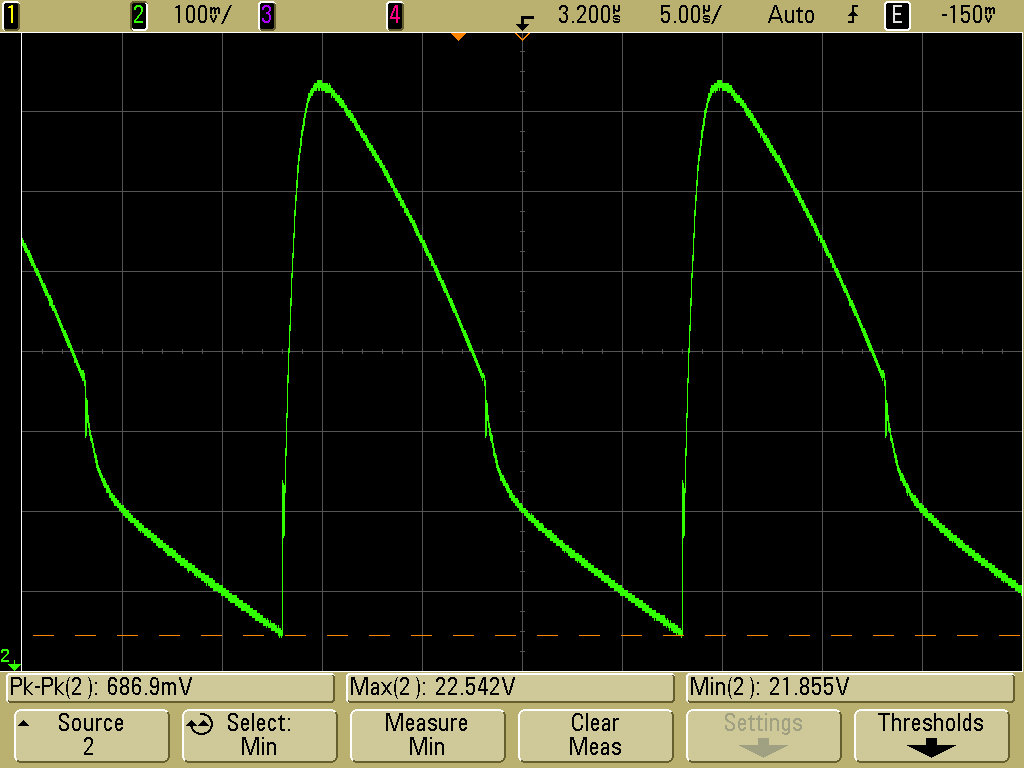 1 2 100mV/ 3 4 3.200µs 5.00µs/ Auto E -150mV
2
Pk-Pk(2): 686.9mV Max(2): 22.542V Min(2): 21.855V
Source Select: Measure Clear Settings Thresholds
2 Min Min Meas